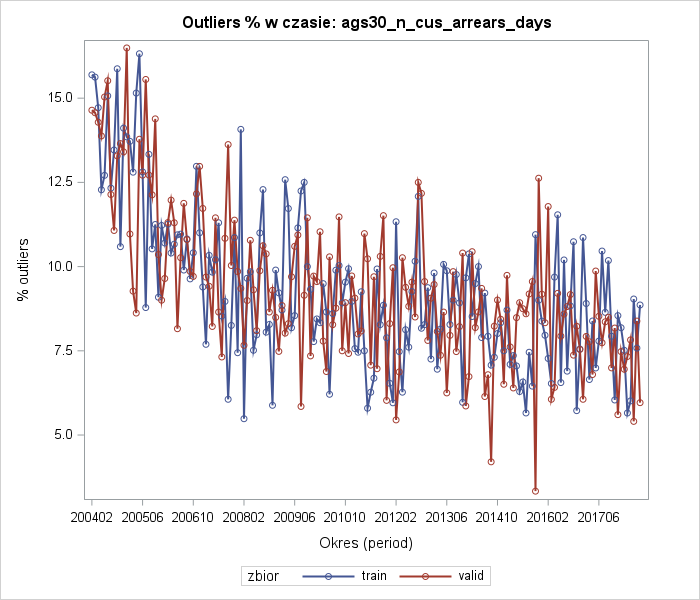 Outliers % w czasie: ags30_n_cus_arrears_days
% outliers
15.0
12.5
10.0
7.5
5.0
200402 200506 200610 200802 200906 201010 201202 201306 201410 201602 201706
Okres (period)
zbior train valid